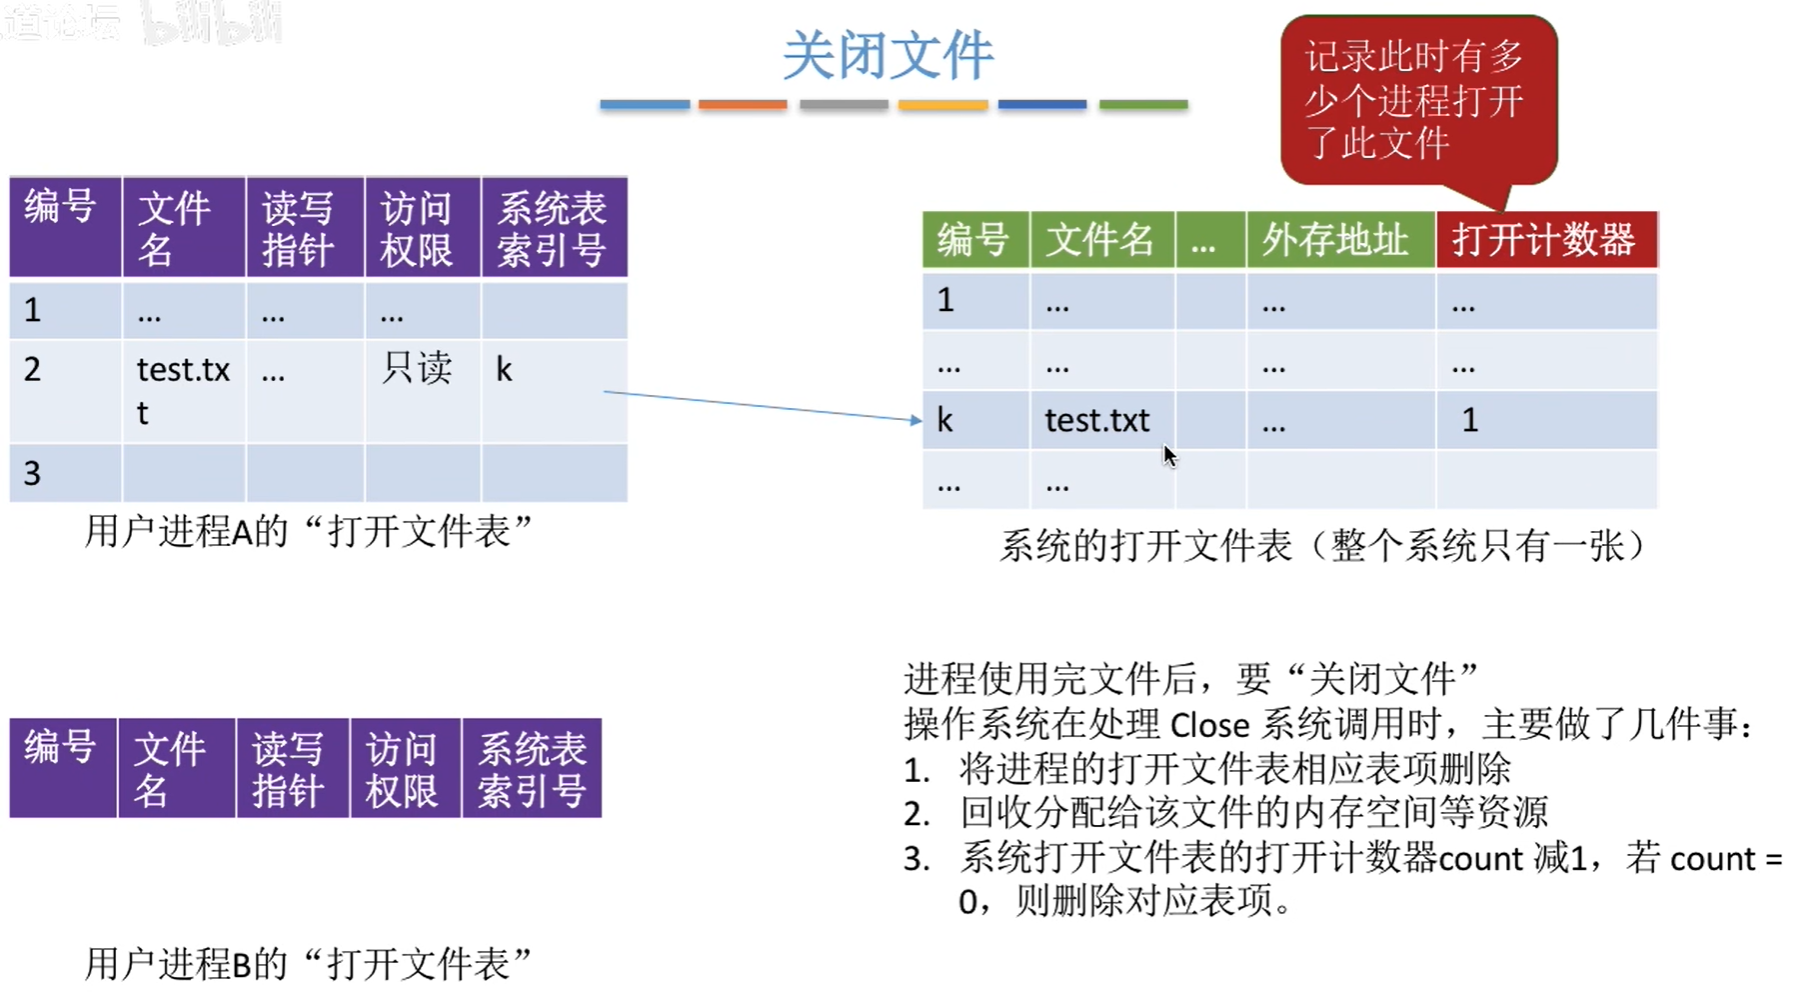 道论坛 bilibili
关闭文件
记录此时有多
少个进程打开
了此文件
编号 文件名 读写指针 访问权限 系统表索引号
1 ... ... ...
2 test.txt ... 只读 k
3
用户进程A的“打开文件表”
编号 文件名 ... 外存地址 打开计数器
1 ... ... ...
... ... ... ...
k test.txt ... 1
... ...
系统的打开文件表（整个系统只有一张）
编号 文件名 读写指针 访问权限 系统表索引号
用户进程B的“打开文件表”
进程使用完文件后，要“关闭文件”
操作系统在处理 Close 系统调用时，主要做了几件事：
1. 将进程的打开文件表相应表项删除
2. 回收分配给该文件的内存空间等资源
3. 系统打开文件表的打开计数器count 减1，若 count =
0，则删除对应表项。